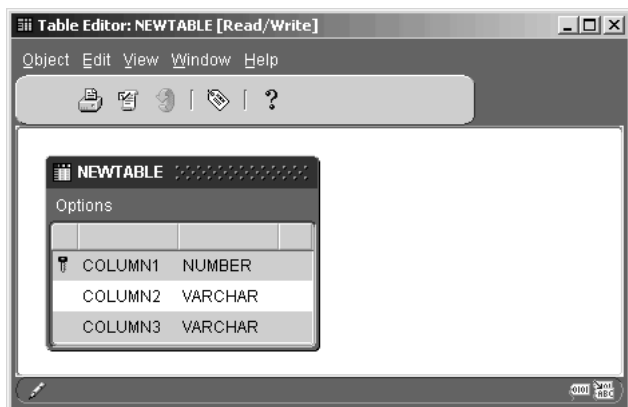 Table Editor: NEWTABLE [Read/Write]
Object Edit View Window Help
NEWTABLE
Options
COLUMN1 NUMBER
COLUMN2 VARCHAR
COLUMN3 VARCHAR